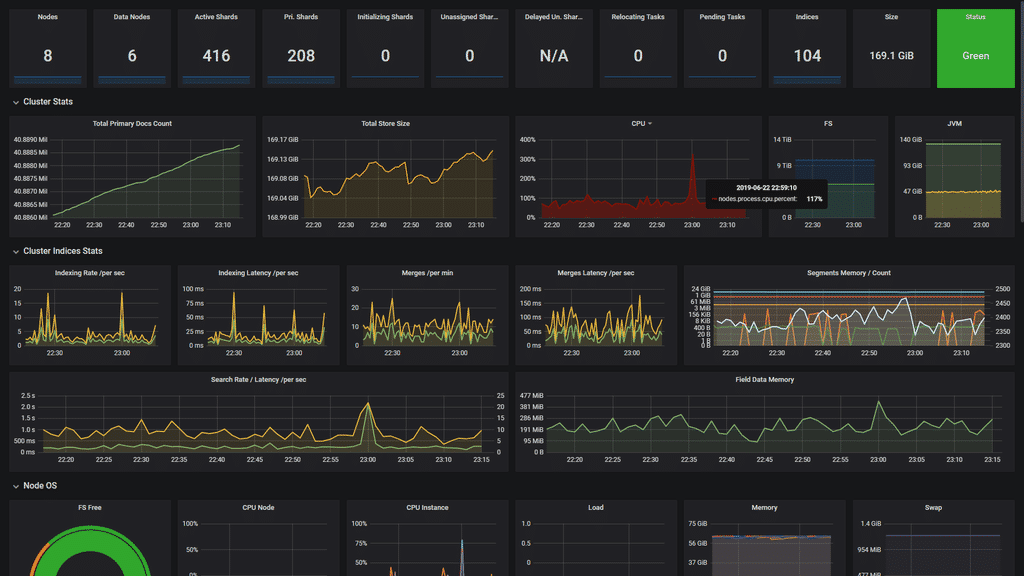 Nodes
8
Data Nodes
6
Active Shards
416
Pri. Shards
208
Initializing Shards
0
Unassigned Shar...
0
Delayed Un. Shar...
N/A
Relocating Tasks
0
Pending Tasks
0
Indices
104
Size
169.1 GiB
Status
Green
Cluster Stats
Total Primary Docs Count
40.8890 Mil
40.8885 Mil
40.8880 Mil
40.8875 Mil
40.8870 Mil
40.8865 Mil
40.8860 Mil
22:20 22:30 22:40 22:50 23:00 23:10
Total Store Size
169.17 GiB
169.13 GiB
169.08 GiB
169.04 GiB
168.99 GiB
22:20 22:30 22:40 22:50 23:00 23:10
CPU
400%
300%
200%
100%
0%
22:20 22:30 22:40 22:50 23:00 23:10
2019-06-22 22:59:10
nodes.process.cpu.percent: 117%
FS
14 TiB
9 TiB
0 B
22:30 23:00
JVM
140 GiB
93 GiB
47 GiB
0 B
22:30 23:00
Cluster Indices Stats
Indexing Rate /per sec
20
15
10
5
0
22:30 23:00
Indexing Latency /per sec
100 ms
75 ms
50 ms
25 ms
0 ms
22:30 23:00
Merges /per min
30
20
10
0
22:30 23:00
Merges Latency /per sec
200 ms
150 ms
100 ms
50 ms
0 ms
22:30 23:00
Segments Memory / Count
24 GiB
1 GiB
61 MiB
3 MiB
156 KiB
8 KiB
400 B
20 B
1 B
0 B
2500
2450
2400
2350
2300
22:20 22:30 22:40 22:50 23:00 23:10
Search Rate / Latency /per sec
2.5 s
2.0 s
1.5 s
1.0 s
500 ms
0 ms
25
20
15
10
5
0
22:20 22:25 22:30 22:35 22:40 22:45 22:50 22:55 23:00 23:05 23:10 23:15
Field Data Memory
477 MiB
381 MiB
286 MiB
191 MiB
95 MiB
0 B
22:20 22:25 22:30 22:35 22:40 22:45 22:50 22:55 23:00 23:05 23:10 23:15
Node OS
FS Free
CPU Node
100%
50%
0%
CPU Instance
100%
75%
50%
Load
1.0
0.5
0
Memory
75 GiB
56 GiB
37 GiB
Swap
1.4 GiB
954 MiB
477 MiB